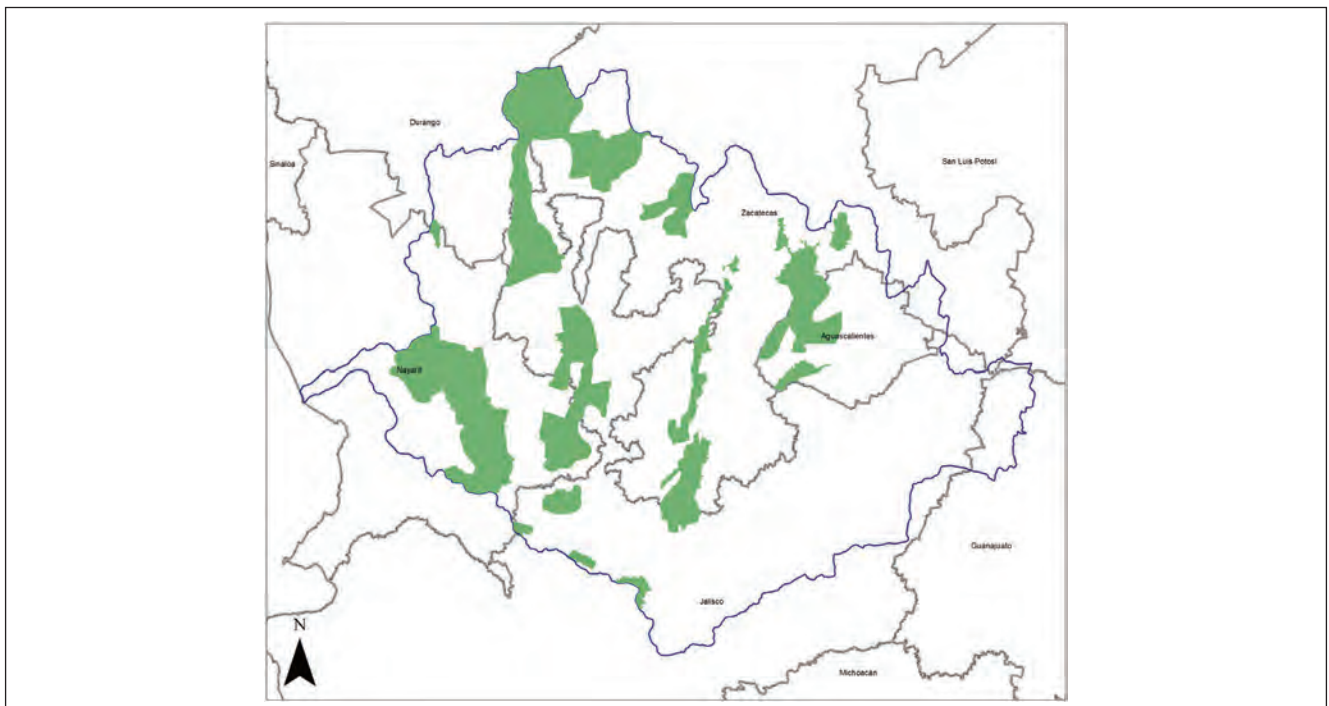 Durango
Sinaloa
San Luis Potosí
Zacatecas
Aguascalientes
Nayarit
Guanajuato
Jalisco
N
Michoacán